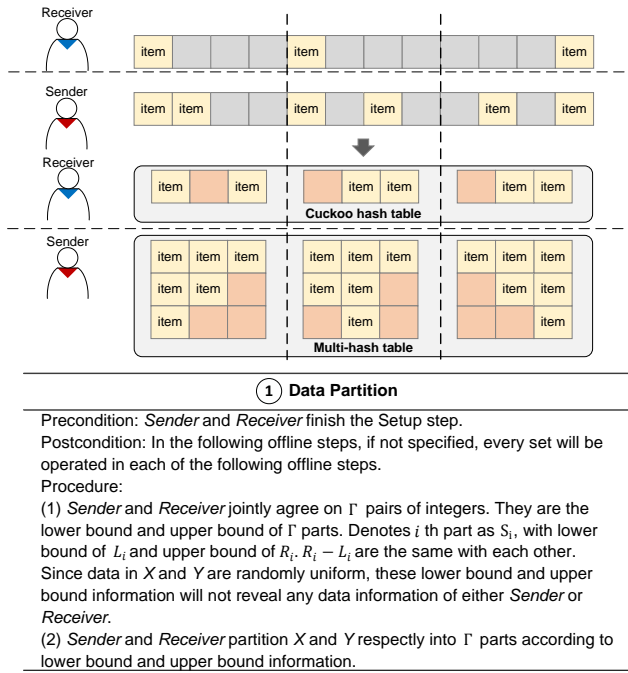 Receiver
item item item
Sender
item item item item item item
Receiver
item item item item item item
Cuckoo hash table
Sender
item item item item item item item item item
item item item item item item
item item item
Multi-hash table
1 Data Partition
Precondition: Sender and Receiver finish the Setup step.
Postcondition: In the following offline steps, if not specified, every set will be
operated in each of the following offline steps.
Procedure:
(1) Sender and Receiver jointly agree on Γ pairs of integers. They are the
lower bound and upper bound of Γ parts. Denotes i th part as Sᵢ, with lower
bound of Lᵢ and upper bound of Rᵢ. Rᵢ − Lᵢ are the same with each other.
Since data in X and Y are randomly uniform, these lower bound and upper
bound information will not reveal any data information of either Sender or
Receiver.
(2) Sender and Receiver partition X and Y respectly into Γ parts according to
lower bound and upper bound information.